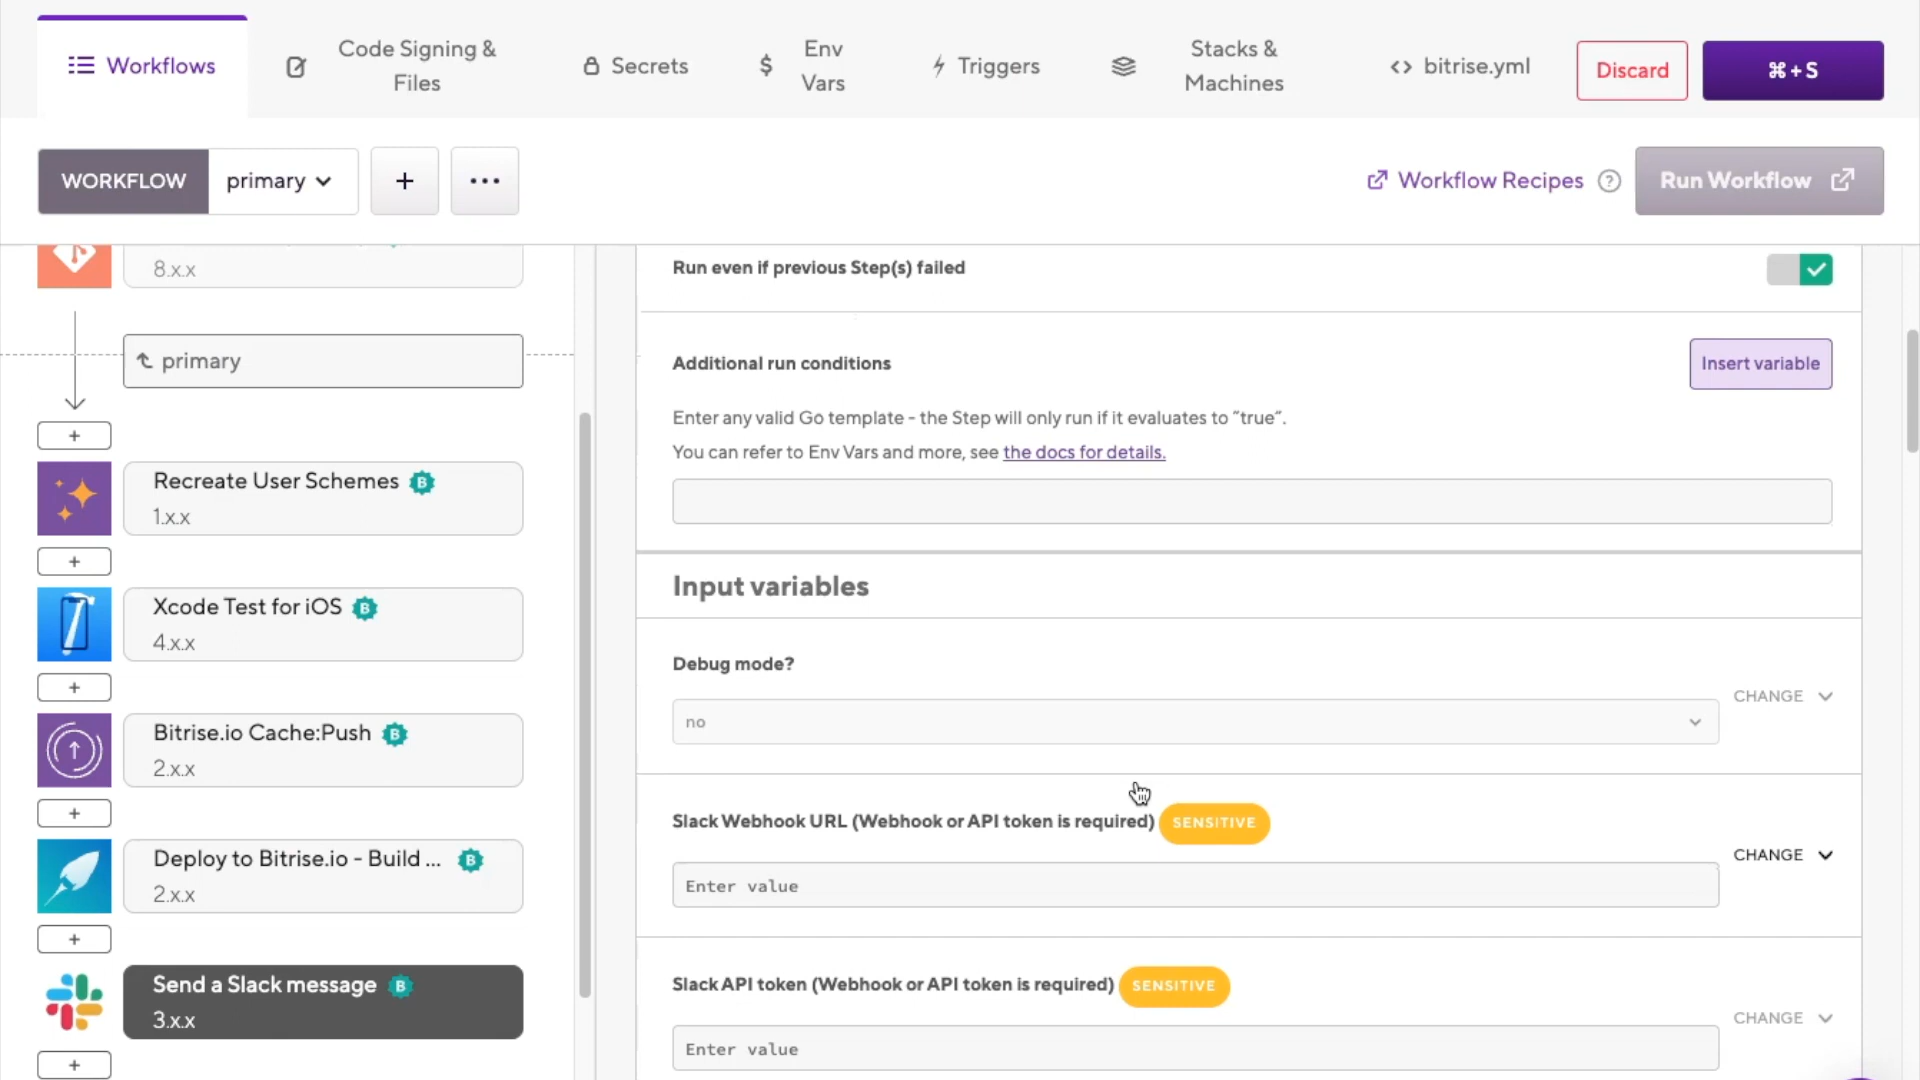 Workflows
Code Signing &
Files
Secrets
$
Env
Vars
Triggers
Stacks &
Machines
<> bitrise.yml
Discard
⌘+S
WORKFLOW
primary
+
...
Workflow Recipes
?
Run Workflow
8.x.x
primary
+
Recreate User Schemes B
1.x.x
+
Xcode Test for iOS B
4.x.x
+
Bitrise.io Cache:Push B
2.x.x
+
Deploy to Bitrise.io - Build ... B
2.x.x
+
Send a Slack message B
3.x.x
+
Run even if previous Step(s) failed
Additional run conditions
Insert variable
Enter any valid Go template - the Step will only run if it evaluates to “true”.
You can refer to Env Vars and more, see the docs for details.
Input variables
Debug mode?
no
CHANGE
Slack Webhook URL (Webhook or API token is required) SENSITIVE
Enter value
CHANGE
Slack API token (Webhook or API token is required) SENSITIVE
Enter value
CHANGE